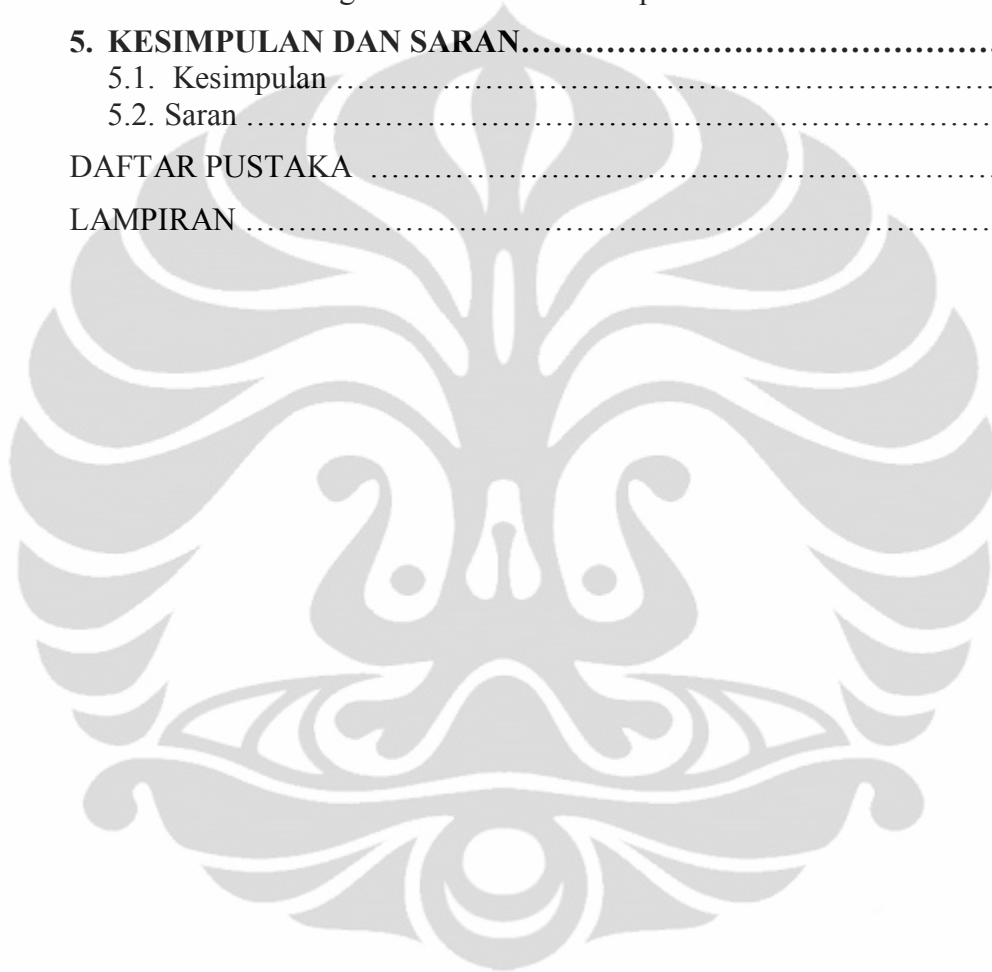 5. KESIMPULAN DAN SARAN................................................
5.1. Kesimpulan ..............................................................................
5.2. Saran .......................................................................................
DAFTAR PUSTAKA ...........................................................................
LAMPIRAN ........................................................................................